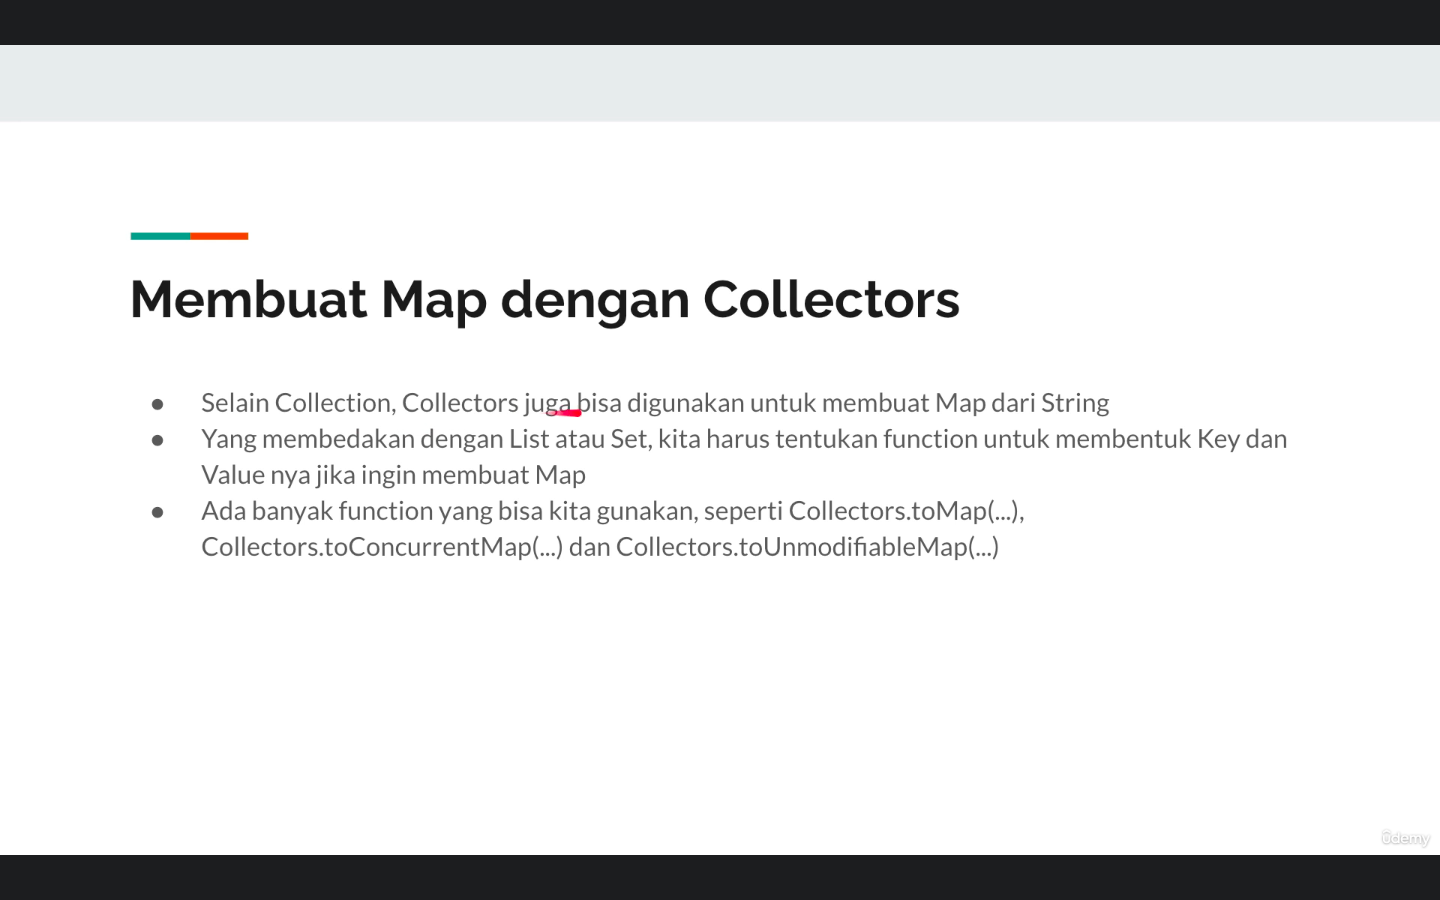 Membuat Map dengan Collectors
● Selain Collection, Collectors juga bisa digunakan untuk membuat Map dari String
● Yang membedakan dengan List atau Set, kita harus tentukan function untuk membentuk Key dan
Value nya jika ingin membuat Map
● Ada banyak function yang bisa kita gunakan, seperti Collectors.toMap(...),
Collectors.toConcurrentMap(...) dan Collectors.toUnmodifiableMap(...)
ûdemy